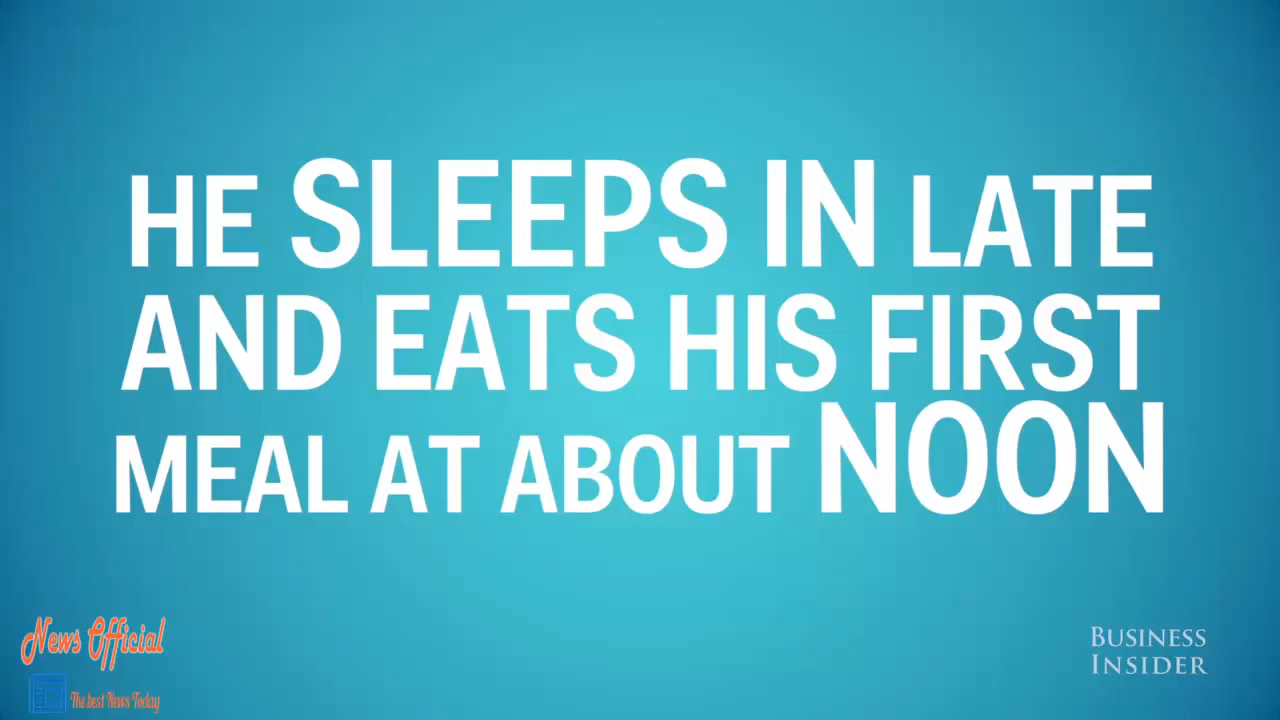 HE SLEEPS IN LATE
AND EATS HIS FIRST
MEAL AT ABOUT NOON
News Official
The best News Today
BUSINESS
INSIDER